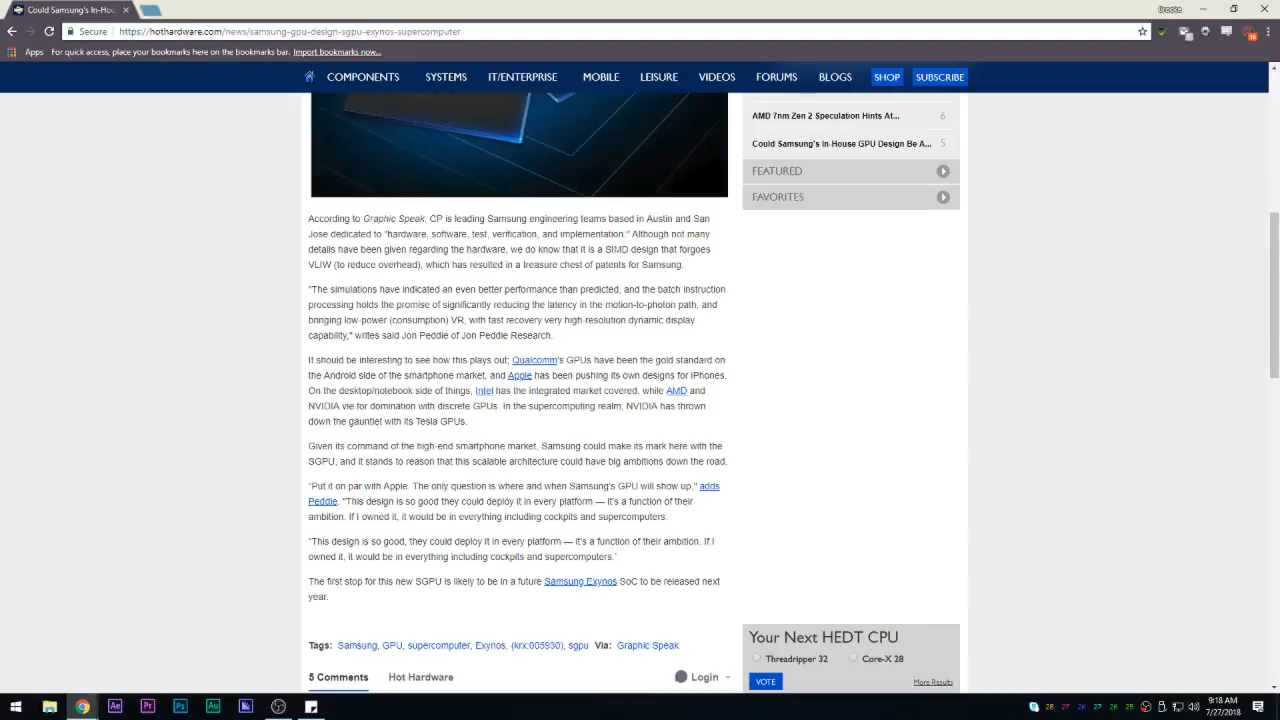 Could Samsung's In-Hou
Secure
https://hothardware.com/news/samsung-gpu-design-sgpu-exynos-supercomputer
Apps
For quick access, place your bookmarks here on the bookmarks bar. Import bookmarks now...
COMPONENTS SYSTEMS IT/ENTERPRISE MOBILE LEISURE VIDEOS FORUMS BLOGS SHOP SUBSCRIBE
AMD 7nm Zen 2 Speculation Hints At... 6
Could Samsung's In-House GPU Design Be A... 5
FEATURED
FAVORITES
According to Graphic Speak, CP is leading Samsung engineering teams based in Austin and San
Jose dedicated to "hardware, software, test, verification, and implementation." Although not many
details have been given regarding the hardware, we do know that it is a SIMD design that forgoes
VLIW (to reduce overhead), which has resulted in a treasure chest of patents for Samsung.
"The simulations have indicated an even better performance than predicted, and the batch instruction
processing holds the promise of significantly reducing the latency in the motion-to-photon path, and
bringing low-power (consumption) VR, with fast recovery very high-resolution dynamic display
capability," writes said Jon Peddie of Jon Peddie Research.
It should be interesting to see how this plays out; Qualcomm's GPUs have been the gold standard on
the Android side of the smartphone market, and Apple has been pushing its own designs for iPhones.
On the desktop/notebook side of things, Intel has the integrated market covered, while AMD and
NVIDIA vie for domination with discrete GPUs. In the supercomputing realm, NVIDIA has thrown
down the gauntlet with its Tesla GPUs.
Given its command of the high-end smartphone market, Samsung could make its mark here with the
SGPU, and it stands to reason that this scalable architecture could have big ambitions down the road.
“Put it on par with Apple. The only question is where and when Samsung's GPU will show up," adds
Peddie. "This design is so good they could deploy it in every platform — it's a function of their
ambition. If I owned it, it would be in everything including cockpits and supercomputers.
“This design is so good, they could deploy it in every platform — it's a function of their ambition. If I
owned it, it would be in everything including cockpits and supercomputers.”
The first stop for this new SGPU is likely to be in a future Samsung Exynos SoC to be released next
year.
Tags: Samsung, GPU, supercomputer, Exynos, (krx:005930), sgpu Via: Graphic Speak
5 Comments Hot Hardware Login
Your Next HEDT CPU
Threadripper 32 Core-X 28
VOTE More Results
Ae Pr Ps Au
28 27 26 27 26 25
9:18 AM
7/27/2018